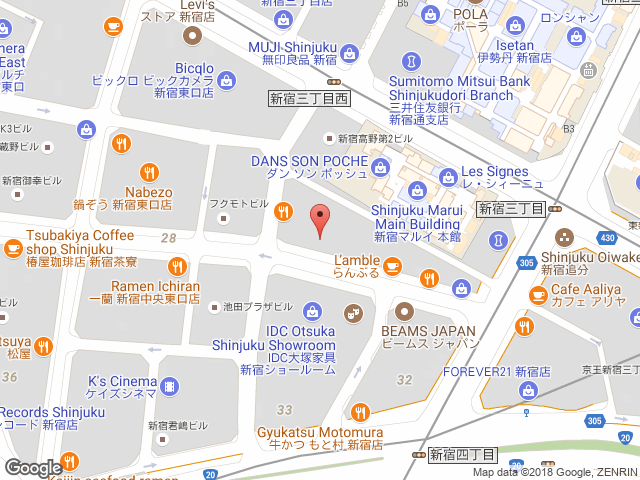 Levi's
ストア 新宿店
POLA
ポーラ
ロンシャン
Isetan
伊勢丹 新宿店
MUJI Shinjuku
無印良品 新宿
Bicqlo
ビックロ ビックカメラ
新宿東口店
新宿三丁目西
Sumitomo Mitsui Bank
Shinjukudori Branch
三井住友銀行
新宿通支店
B3
K3ビル
蔵野ビル
新宿高野第2ビル
DANS SON POCHE
ダン ソン ポッシュ
Les Signes
レ・シィーニュ
新宿御幸ビル
Nabezo
鍋ぞう 新宿東口店
フクモトビル
Shinjuku Marui
Main Building
新宿マルイ 本館
新宿三丁目
28
Tsubakiya Coffee
shop Shinjuku
椿屋珈琲店 新宿茶寮
430
305
Shinjuku Oiwake
新宿追分
L'amble
らんぶる
Ramen Ichiran
一蘭 新宿中央東口店
池田プラザビル
Cafe Aaliya
カフェ アリヤ
IDC Otsuka
Shinjuku Showroom
IDC大塚家具
新宿ショールーム
BEAMS JAPAN
ビームス ジャパン
松屋
36
K's Cinema
ケイズシネマ
32
FOREVER21 新宿店
京王新宿三丁
33
Records Shinjuku
新宿君嶋ビル
Gyukatsu Motomura
牛かつ もと村 新宿店
305
新宿四丁目
20
20
20
Google
Map data ©2018 Google, ZENRIN